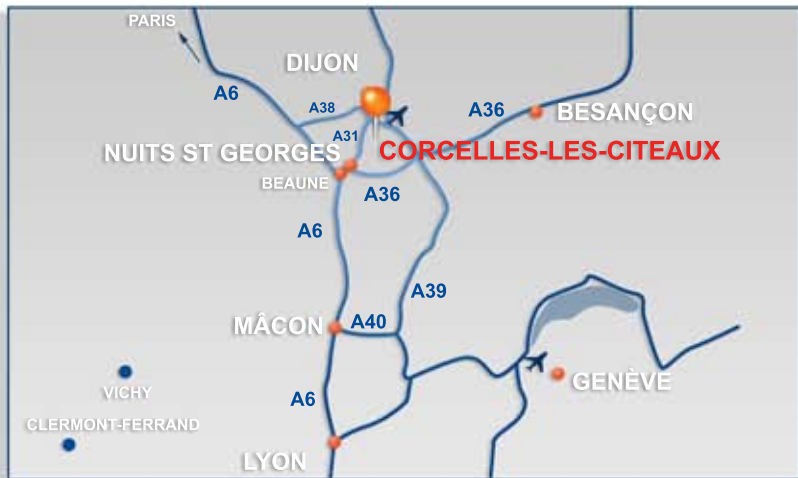 PARIS
DIJON
A6
A38
A36
BESANÇON
A31
NUITS ST GEORGES
CORCELLES-LES-CITEAUX
BEAUNE
A36
A6
A39
MÂCON
A40
GENÈVE
VICHY
A6
CLERMONT-FERRAND
LYON